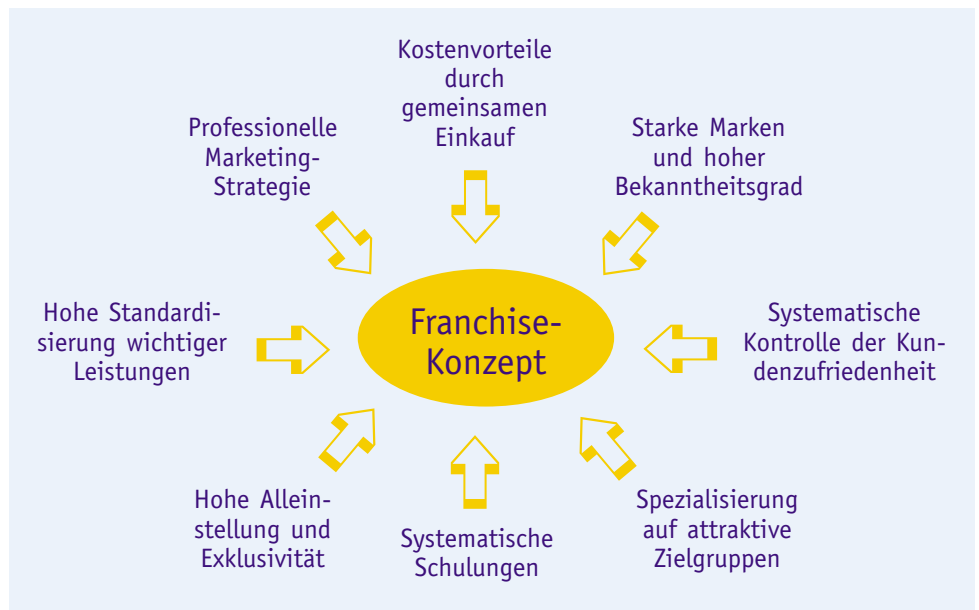 Kostenvorteile
durch
gemeinsamen
Einkauf
Professionelle
Marketing-
Strategie
Starke Marken
und hoher
Bekanntheitsgrad
Hohe Standardi-
sierung wichtiger
Leistungen
Franchise-
Konzept
Systematische
Kontrolle der Kun-
denzufriedenheit
Hohe Allein-
stellung und
Exklusivität
Systematische
Schulungen
Spezialisierung
auf attraktive
Zielgruppen